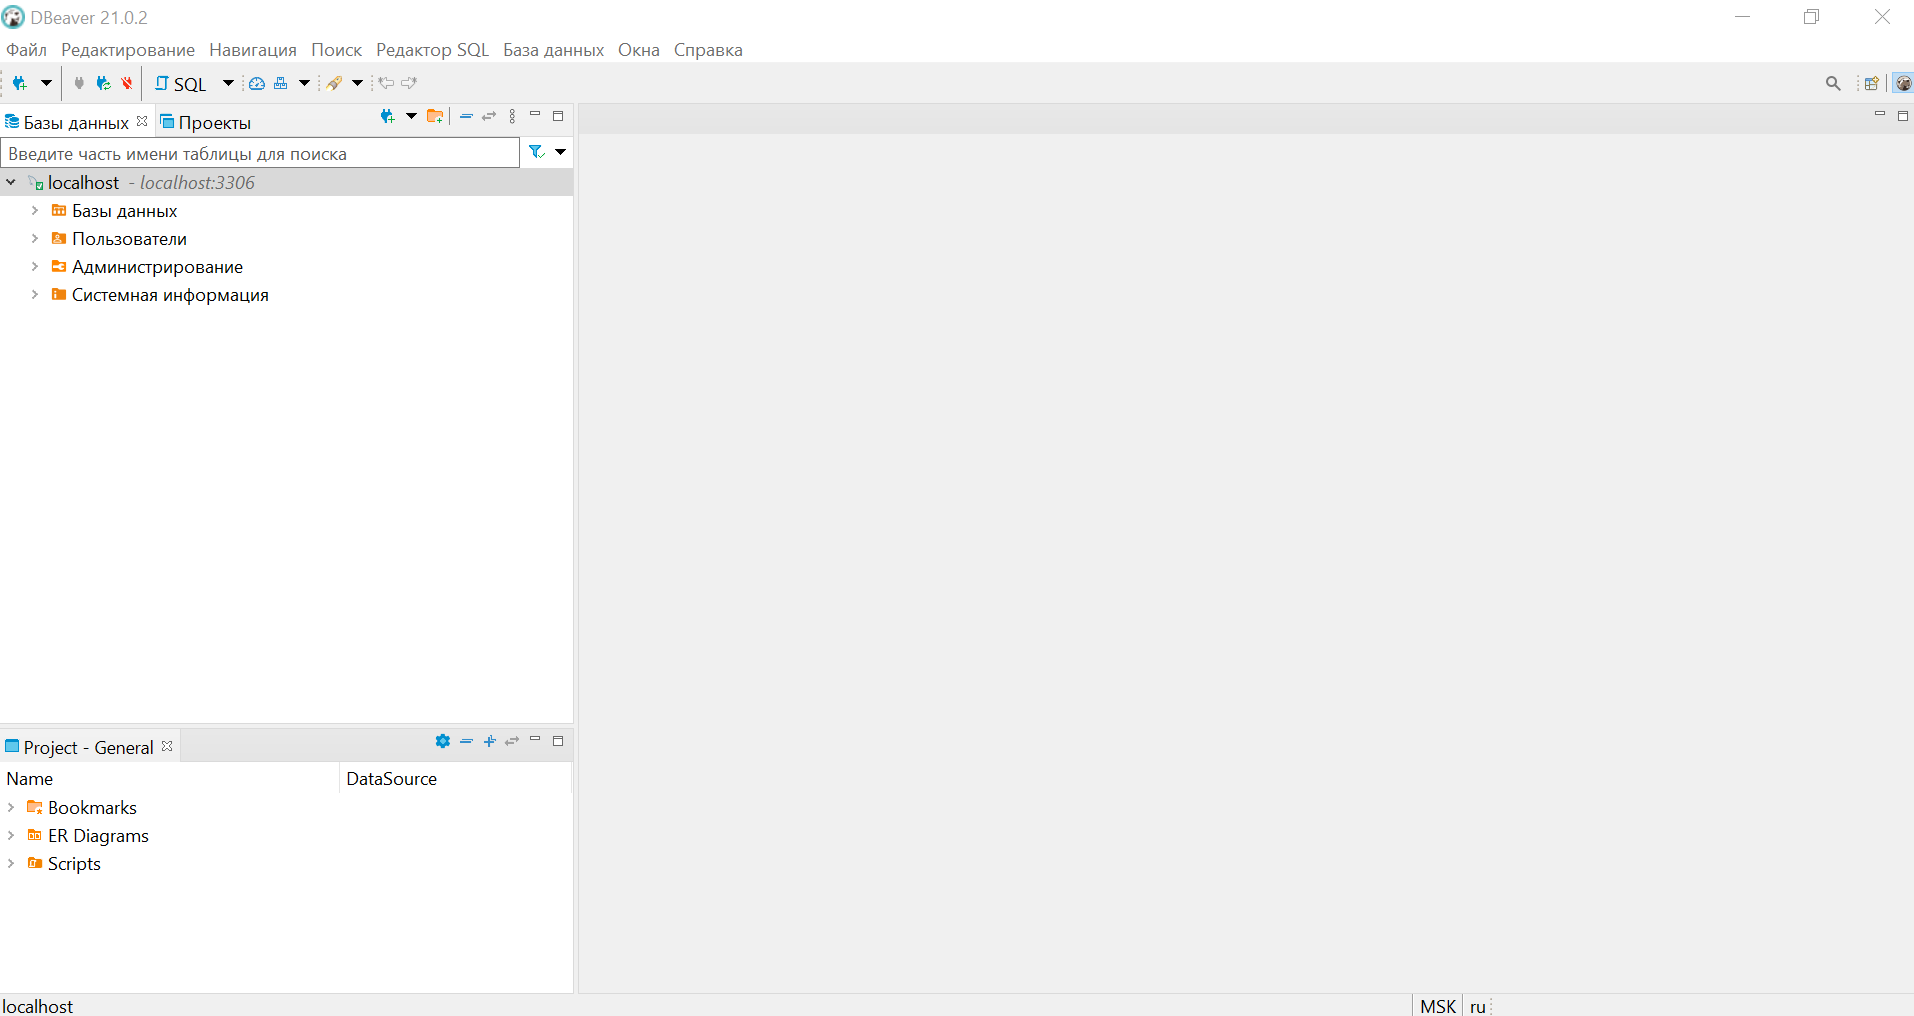 DBeaver 21.0.2
Файл Редактирование Навигация Поиск Редактор SQL База данных Окна Справка
SQL
Базы данных Проекты
Введите часть имени таблицы для поиска
localhost - localhost:3306
Базы данных
Пользователи
Администрирование
Системная информация
Project - General
Name DataSource
Bookmarks
ER Diagrams
Scripts
localhost MSK ru